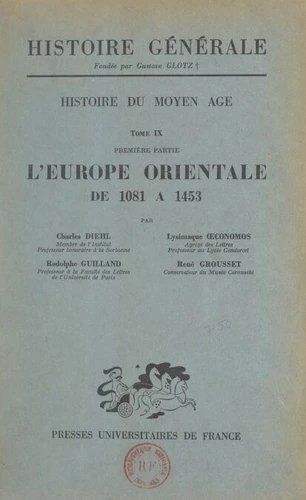 HISTOIRE GÉNÉRALE
Fondée par Gustave GLOTZ †
HISTOIRE DU MOYEN AGE
TOME IX
PREMIÈRE PARTIE
L'EUROPE ORIENTALE
DE 1081 A 1453
PAR
Charles DIEHL
Membre de l'Institut
Professeur honoraire à la Sorbonne
Lysimaque ŒCONOMOS
Agrégé des Lettres
Professeur au Lycée Condorcet
Rodolphe GUILLAND
Professeur à la Faculté des Lettres
de l'Université de Paris
René GROUSSET
Conservateur du Musée Cernuschi
PRESSES UNIVERSITAIRES DE FRANCE